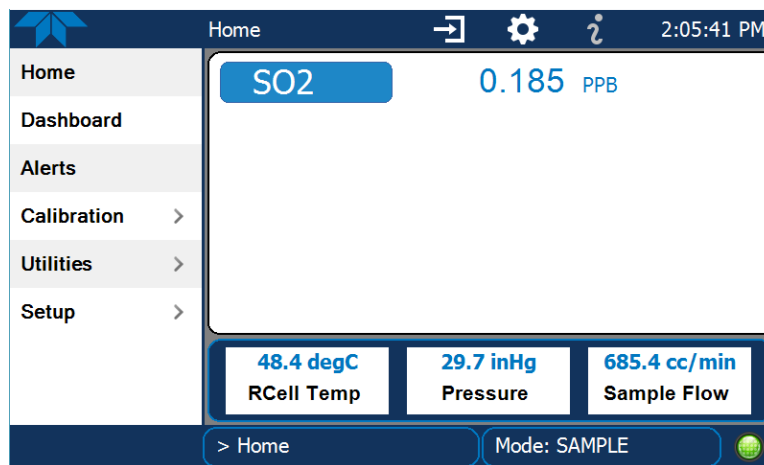 Home 2:05:41 PM
Home
Dashboard
Alerts
Calibration
Utilities
Setup
SO2 0.185 PPB
48.4 degC
RCell Temp
29.7 inHg
Pressure
685.4 cc/min
Sample Flow
> Home
Mode: SAMPLE